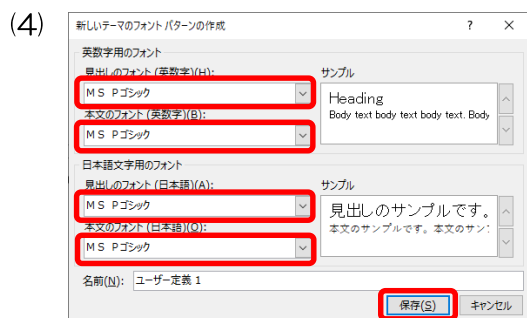 (4)
新しいテーマのフォント パターンの作成 ? ×
英数字用のフォント
見出しのフォント (英数字)(H): サンプル
ＭＳ Ｐゴシック
Heading
本文のフォント (英数字)(B):
Body text body text body text. Body
ＭＳ Ｐゴシック
日本語文字用のフォント
見出しのフォント (日本語)(A): サンプル
ＭＳ Ｐゴシック
見出しのサンプルです。
本文のフォント (日本語)(O):
本文のサンプルです。本文のサン
ＭＳ Ｐゴシック
名前(N): ユーザー定義 1
保存(S) キャンセル